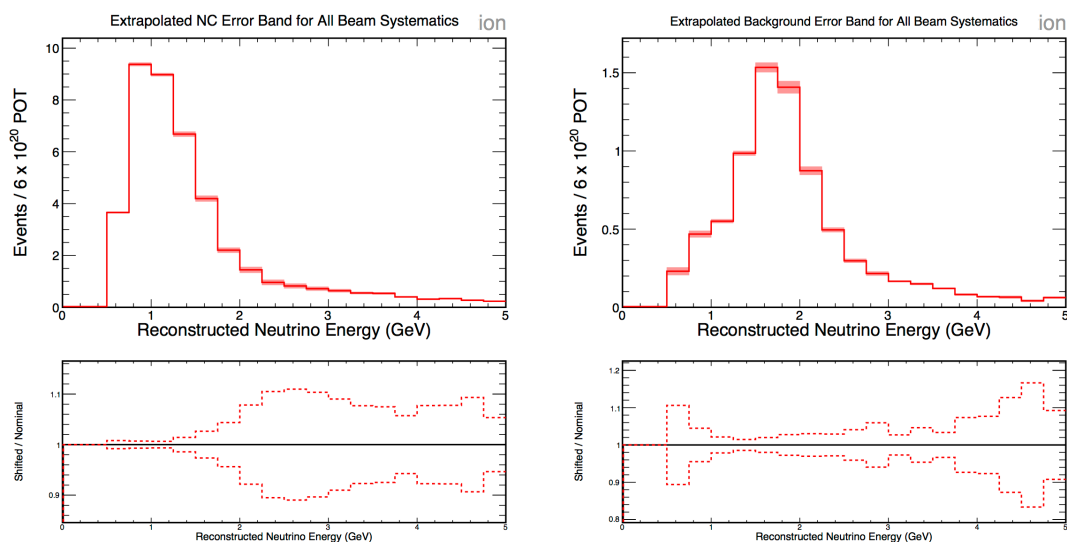 Extrapolated NC Error Band for All Beam Systematics
ion
Events / 6 x 10²⁰ POT
10
8
6
4
2
0
0 1 2 3 4 5
Reconstructed Neutrino Energy (GeV)
Shifted / Nominal
1.1
1
0.9
0 1 2 3 4 5
Reconstructed Neutrino Energy (GeV)
Extrapolated Background Error Band for All Beam Systematics
ion
Events / 6 x 10²⁰ POT
1.5
1
0.5
0
0 1 2 3 4 5
Reconstructed Neutrino Energy (GeV)
Shifted / Nominal
1.2
1.1
1
0.9
0.8
0 1 2 3 4 5
Reconstructed Neutrino Energy (GeV)